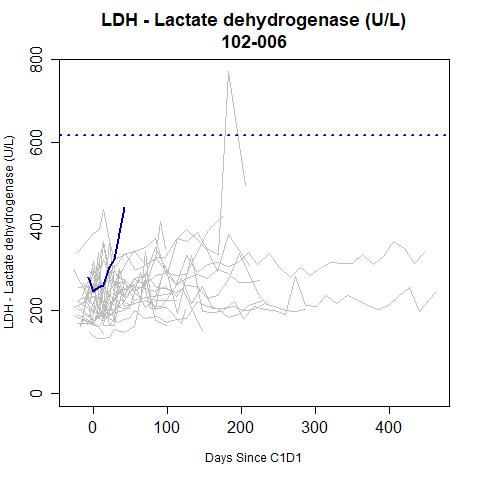 LDH - Lactate dehydrogenase (U/L)
102-006
LDH - Lactate dehydrogenase (U/L)
800
600
400
200
0
0 100 200 300 400
Days Since C1D1